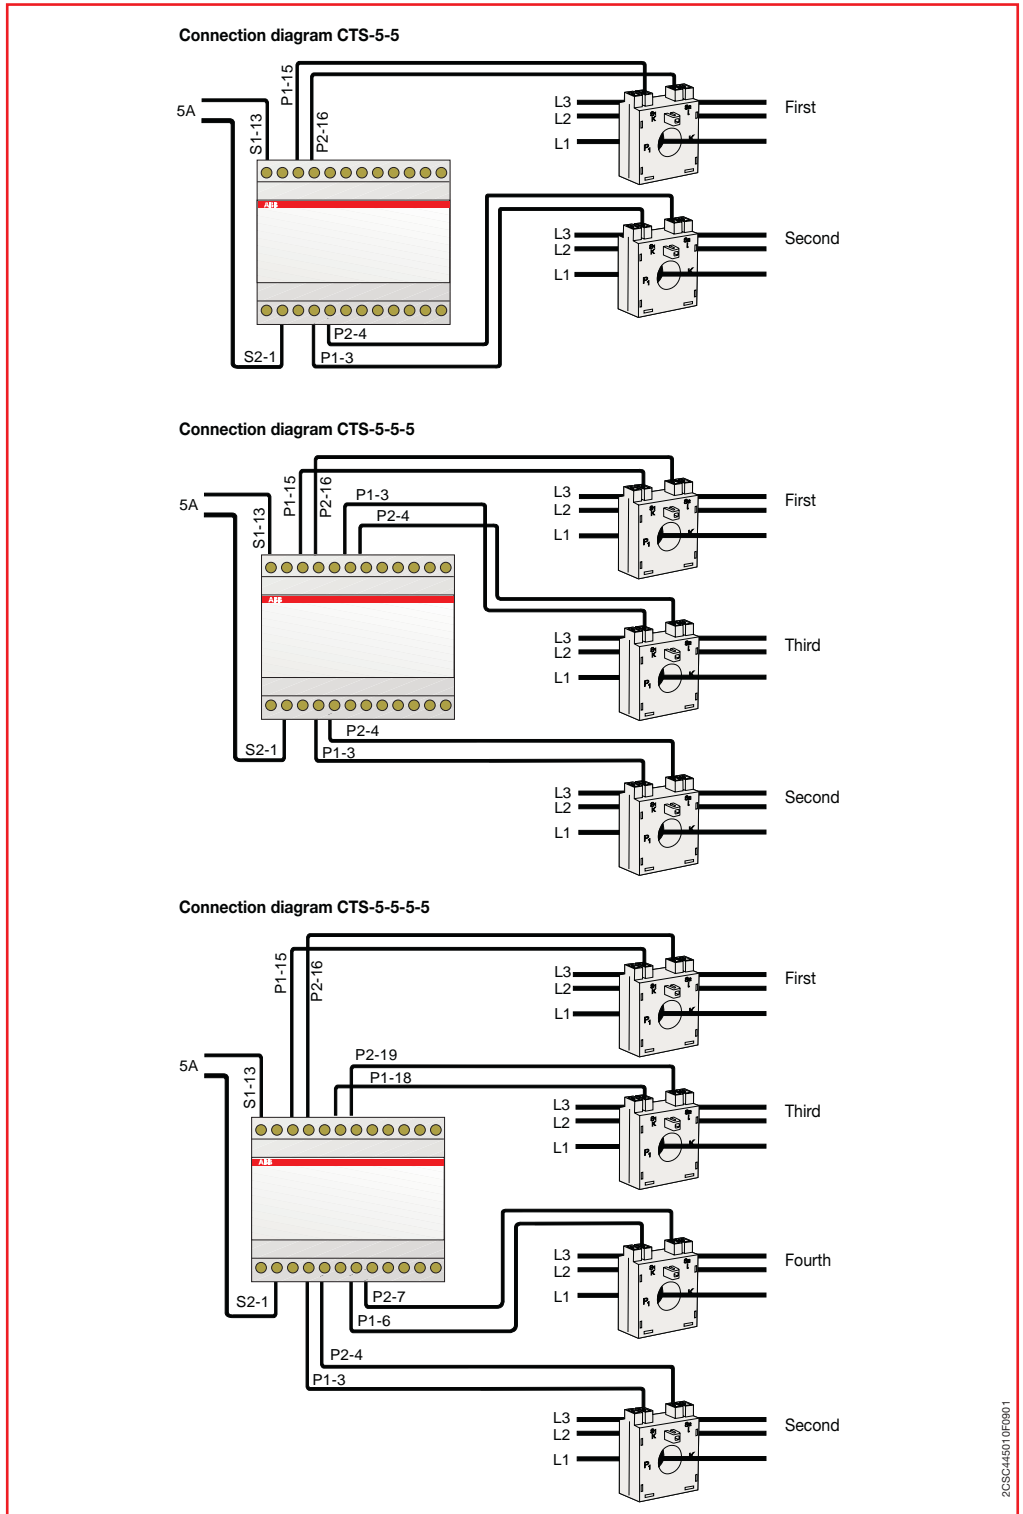 Connection diagram CTS-5-5
5A
S1-13
P1-15
P2-16
ABB
S2-1
P2-4
P1-3
L3
L2
L1
First
L3
L2
L1
Second
Connection diagram CTS-5-5-5
5A
S1-13
P1-15
P2-16
P1-3
P2-4
ABB
S2-1
P2-4
P1-3
L3
L2
L1
First
L3
L2
L1
Third
L3
L2
L1
Second
Connection diagram CTS-5-5-5-5
P1-15
P2-16
5A
S1-13
P2-19
P1-18
ABB
S2-1
P2-7
P1-6
P2-4
P1-3
L3
L2
L1
First
L3
L2
L1
Third
L3
L2
L1
Fourth
L3
L2
L1
Second
2CSC445010F0901